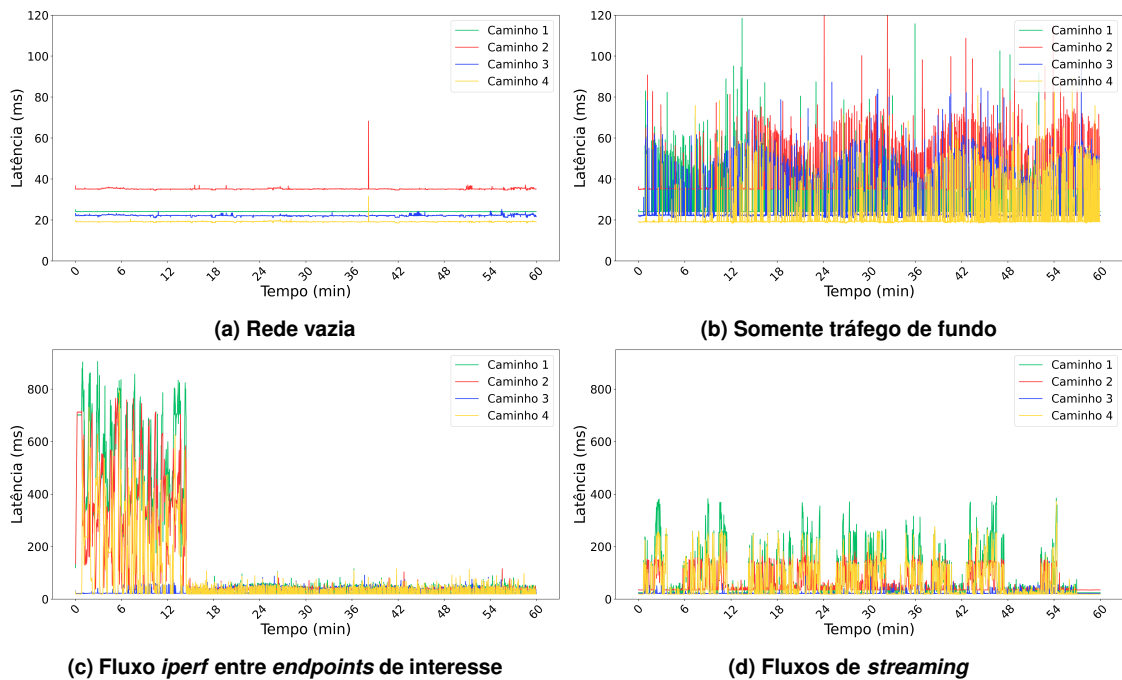 120
100
80
60
40
20
0
Latência (ms)
0 6 12 18 24 30 36 42 48 54 60
Tempo (min)
Caminho 1
Caminho 2
Caminho 3
Caminho 4
(a) Rede vazia
120
100
80
60
40
20
0
Latência (ms)
0 6 12 18 24 30 36 42 48 54 60
Tempo (min)
Caminho 1
Caminho 2
Caminho 3
Caminho 4
(b) Somente tráfego de fundo
800
600
400
200
0
Latência (ms)
0 6 12 18 24 30 36 42 48 54 60
Tempo (min)
Caminho 1
Caminho 2
Caminho 3
Caminho 4
(c) Fluxo iperf entre endpoints de interesse
800
600
400
200
0
Latência (ms)
0 6 12 18 24 30 36 42 48 54 60
Tempo (min)
Caminho 1
Caminho 2
Caminho 3
Caminho 4
(d) Fluxos de streaming